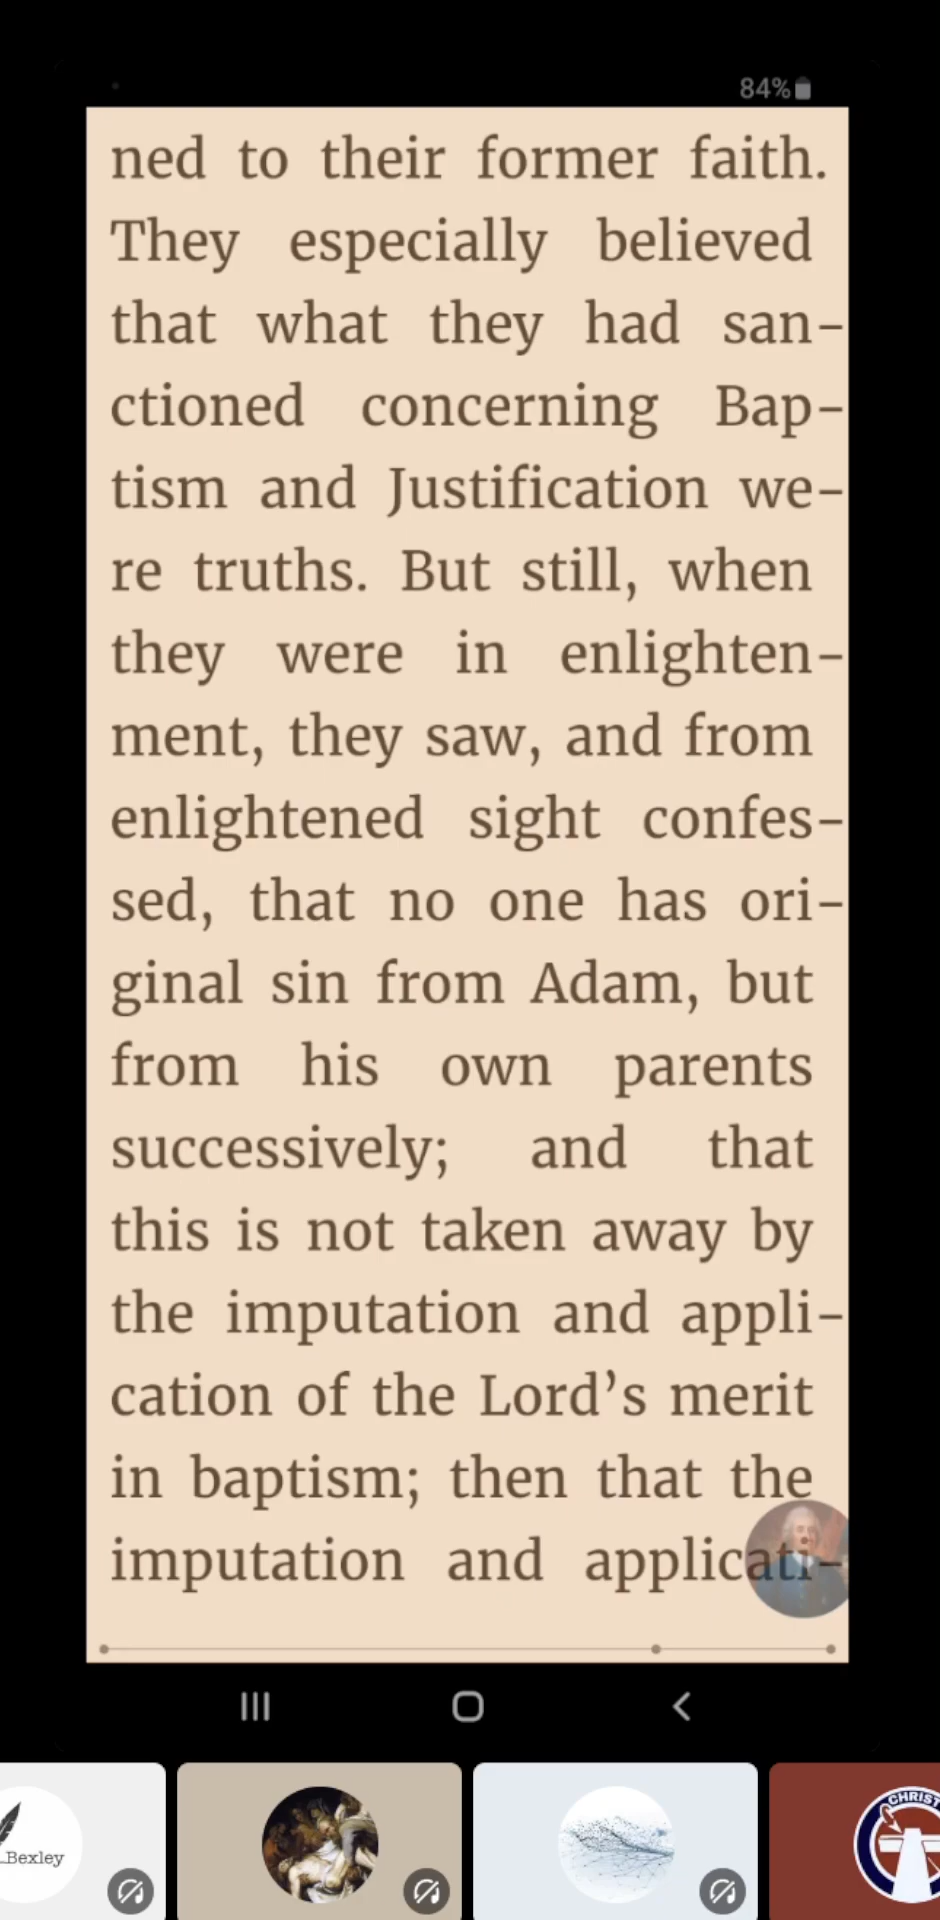 84%
ned to their former faith.
They especially believed
that what they had san-
ctioned concerning Bap-
tism and Justification we-
re truths. But still, when
they were in enlighten-
ment, they saw, and from
enlightened sight confes-
sed, that no one has ori-
ginal sin from Adam, but
from his own parents
successively; and that
this is not taken away by
the imputation and appli-
cation of the Lord’s merit
in baptism; then that the
imputation and applicati-
Bexley
CHRIST